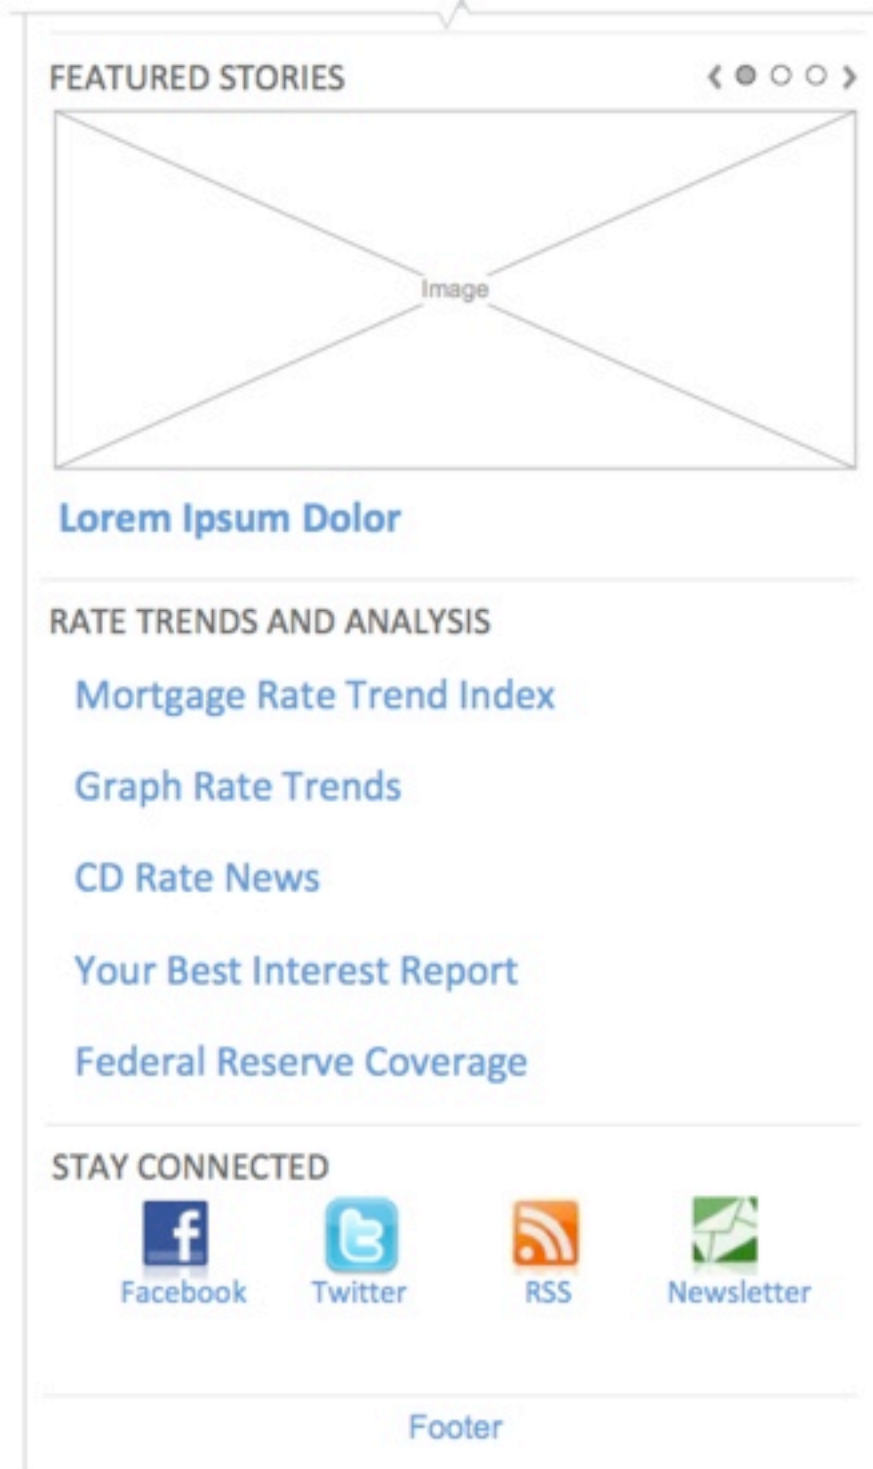 FEATURED STORIES
Image
Lorem Ipsum Dolor
RATE TRENDS AND ANALYSIS
Mortgage Rate Trend Index
Graph Rate Trends
CD Rate News
Your Best Interest Report
Federal Reserve Coverage
STAY CONNECTED
Facebook Twitter RSS Newsletter
Footer